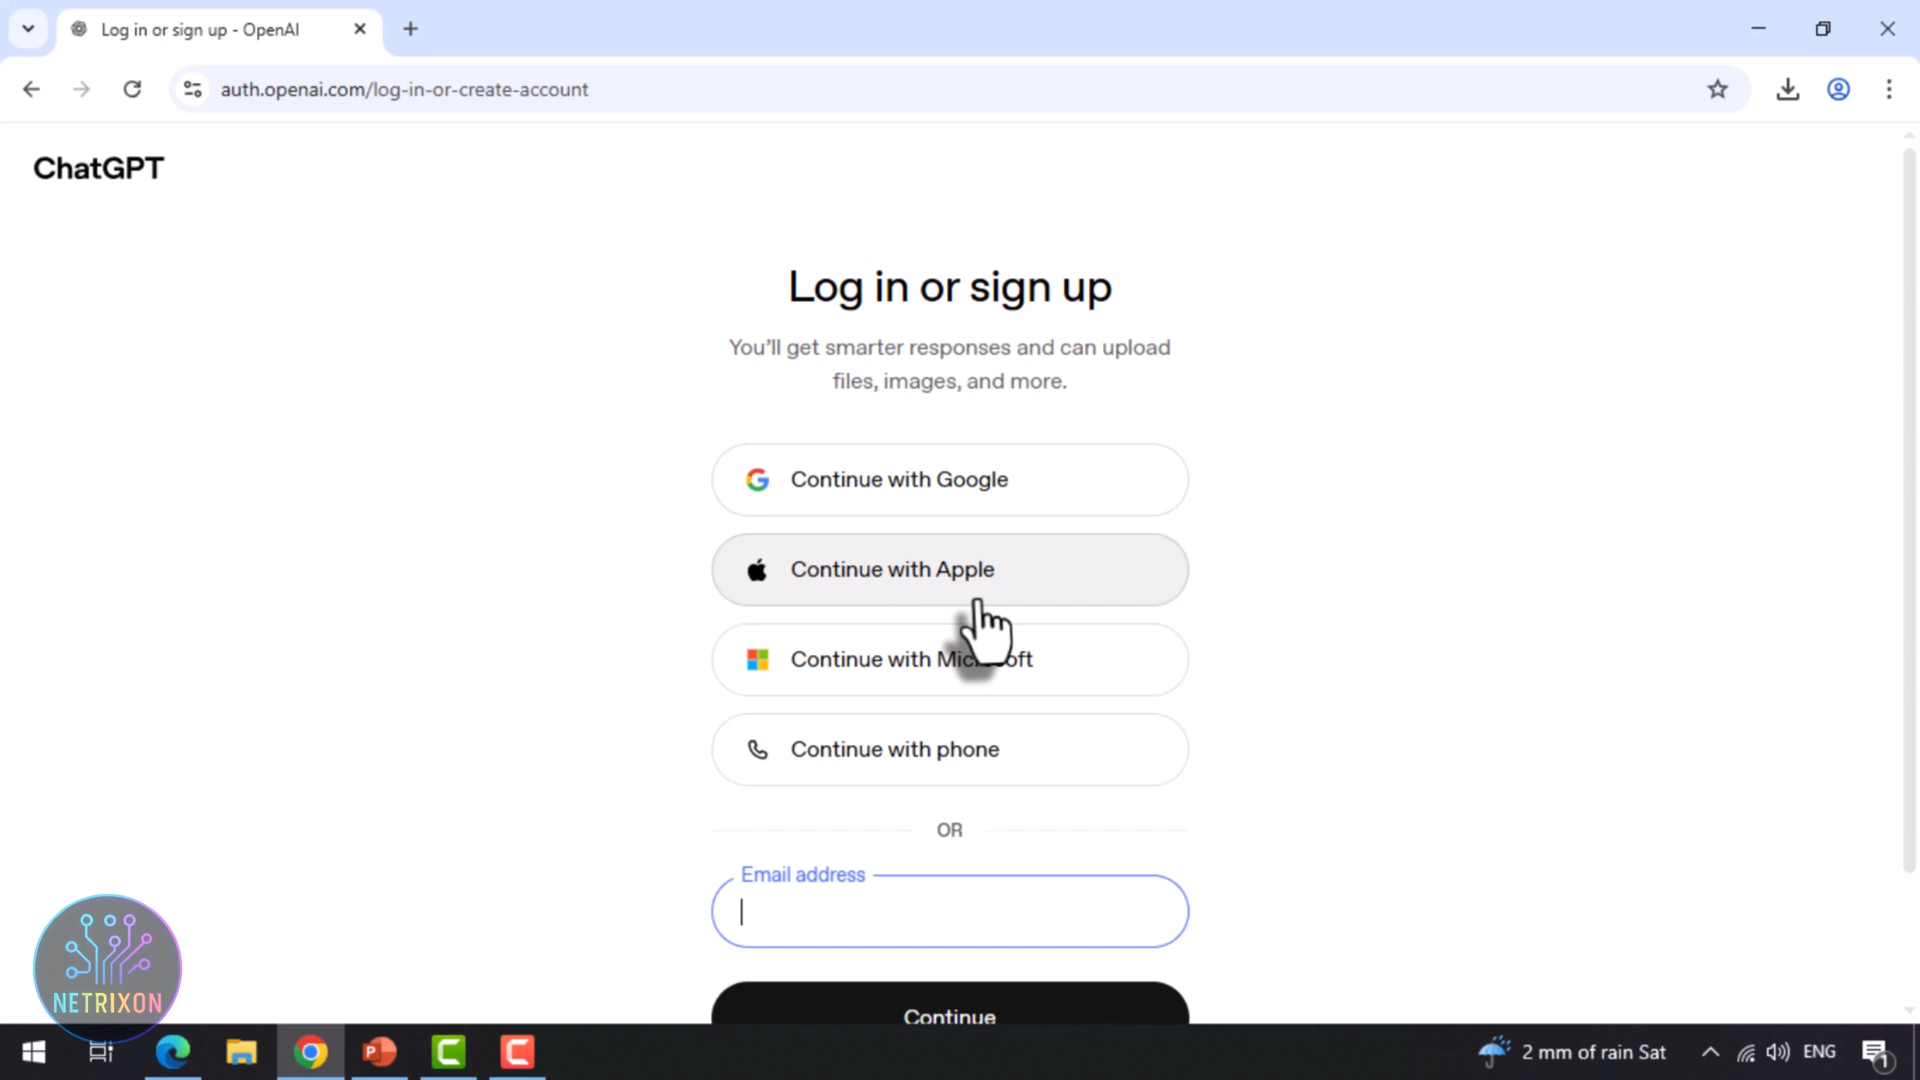 Log in or sign up - OpenAI
auth.openai.com/log-in-or-create-account
ChatGPT
Log in or sign up
You'll get smarter responses and can upload
files, images, and more.
Continue with Google
Continue with Apple
Continue with Microsoft
Continue with phone
OR
Email address
Continue
NETRIXON
2 mm of rain Sat
ENG
1